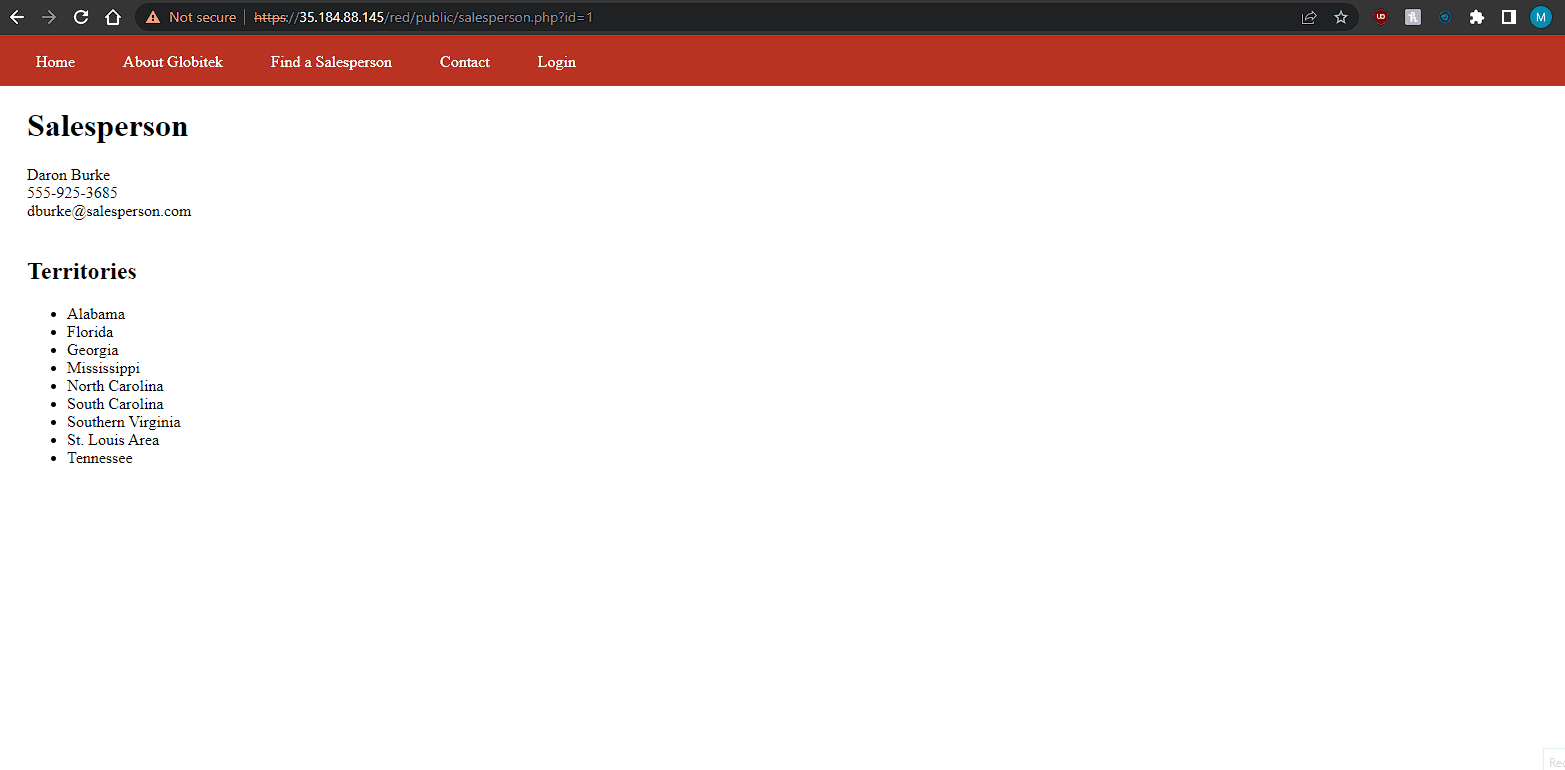 Not secure https://35.184.88.145/red/public/salesperson.php?id=1 M
Home About Globitek Find a Salesperson Contact Login
Salesperson
Daron Burke
555-925-3685
dburke@salesperson.com
Territories
Alabama
Florida
Georgia
Mississippi
North Carolina
South Carolina
Southern Virginia
St. Louis Area
Tennessee